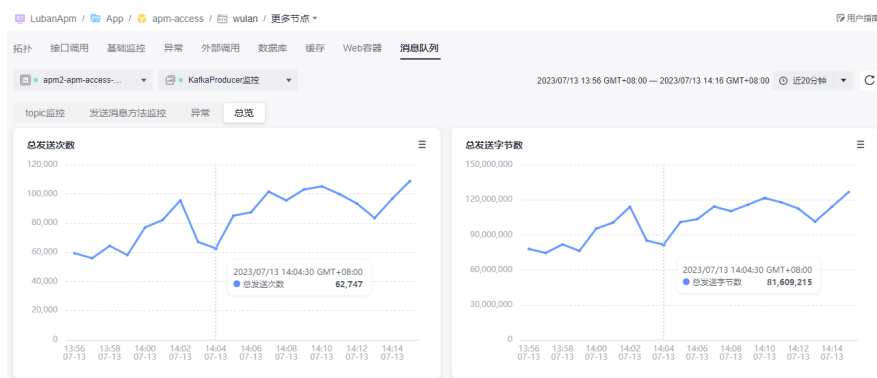 LubanApm / App / apm-access / wulan / 更多节点
用户指南
拓扑 接口调用 基础监控 异常 外部调用 数据库 缓存 Web容器 消息队列
apm2-apm-access-... KafkaProducer监控 2023/07/13 13:56 GMT+08:00 — 2023/07/13 14:16 GMT+08:00 近20分钟
topic监控 发送消息方法监控 异常 总览
总发送次数
120,000
100,000
80,000
60,000
40,000
20,000
0
2023/07/13 14:04:30 GMT+08:00
总发送次数 62,747
13:56 13:58 14:00 14:02 14:04 14:06 14:08 14:10 14:12 14:14
07-13 07-13 07-13 07-13 07-13 07-13 07-13 07-13 07-13 07-13
总发送字节数
150,000,000
120,000,000
90,000,000
60,000,000
30,000,000
0
2023/07/13 14:04:30 GMT+08:00
总发送字节数 81,609,215
13:56 13:58 14:00 14:02 14:04 14:06 14:08 14:10 14:12 14:14
07-13 07-13 07-13 07-13 07-13 07-13 07-13 07-13 07-13 07-13